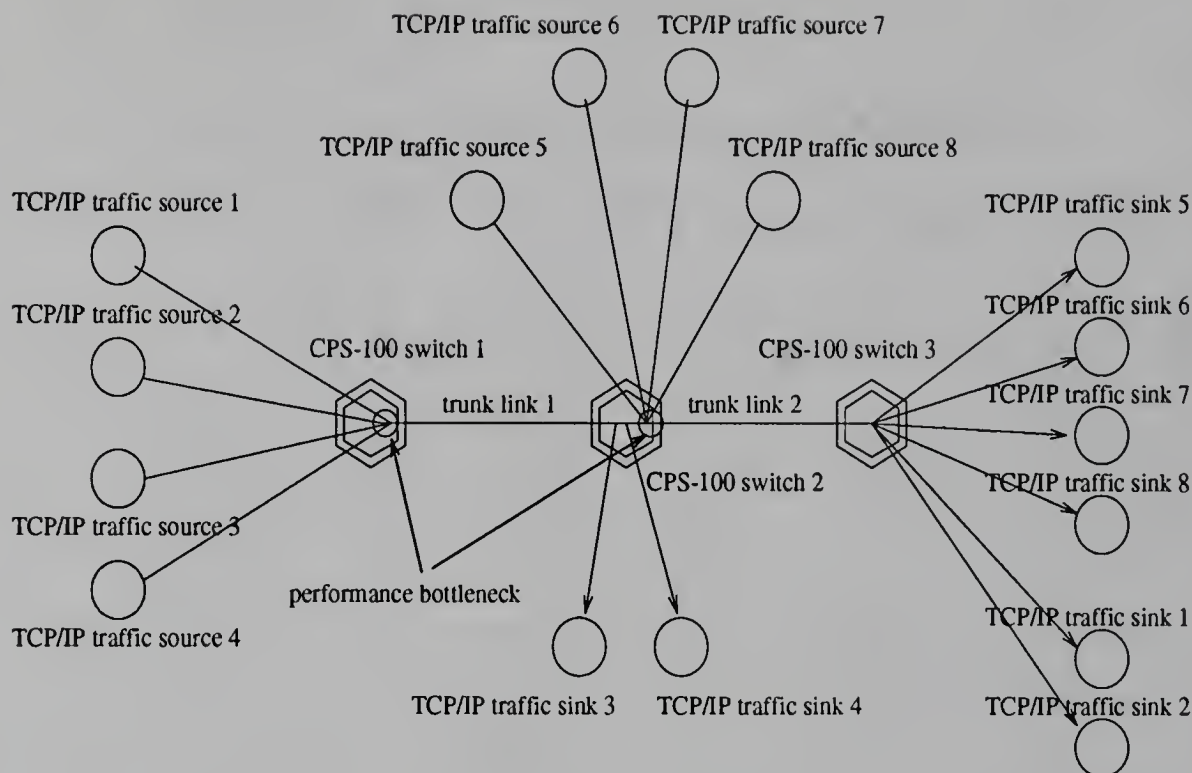 TCP/IP traffic source 6
TCP/IP traffic source 7
TCP/IP traffic source 5
TCP/IP traffic source 8
TCP/IP traffic source 1
TCP/IP traffic sink 5
TCP/IP traffic source 2
TCP/IP traffic sink 6
CPS-100 switch 1
CPS-100 switch 3
trunk link 1
trunk link 2
TCP/IP traffic sink 7
CPS-100 switch 2
TCP/IP traffic sink 8
TCP/IP traffic source 3
performance bottleneck
TCP/IP traffic source 4
TCP/IP traffic sink 1
TCP/IP traffic sink 3
TCP/IP traffic sink 4
TCP/IP traffic sink 2